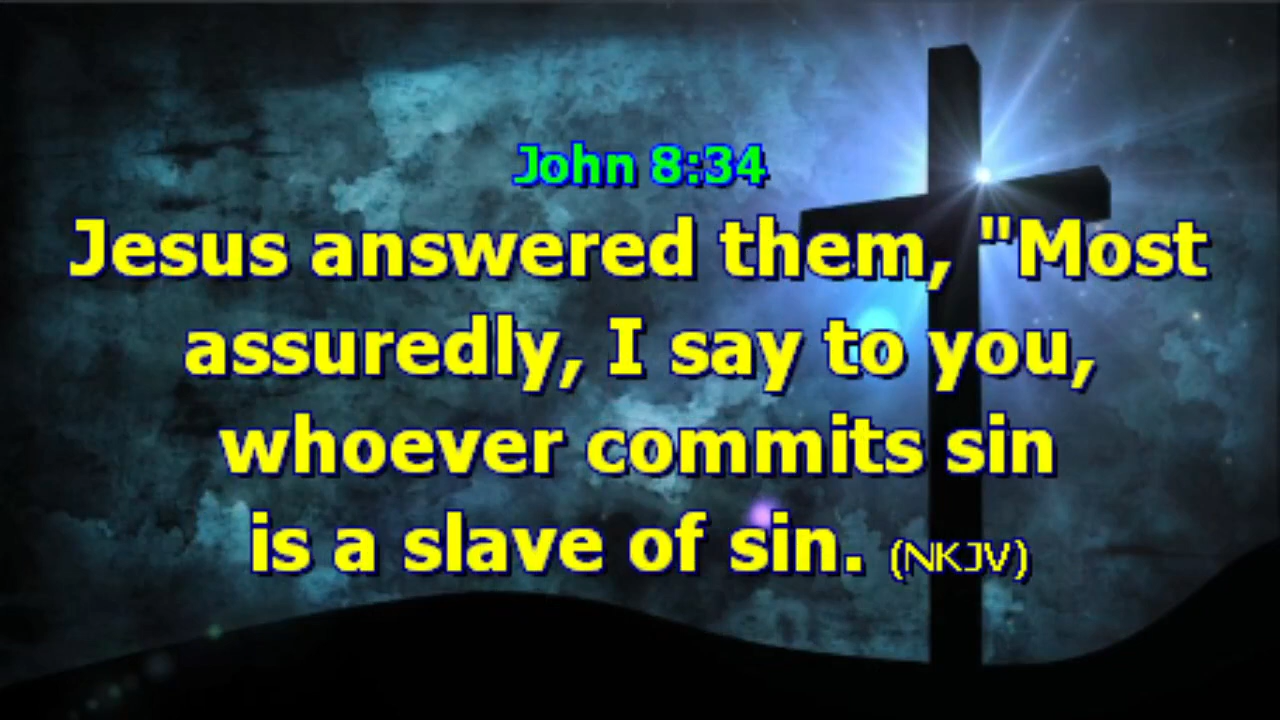 John 8:34
Jesus answered them, "Most
assuredly, I say to you,
whoever commits sin
is a slave of sin. (NKJV)